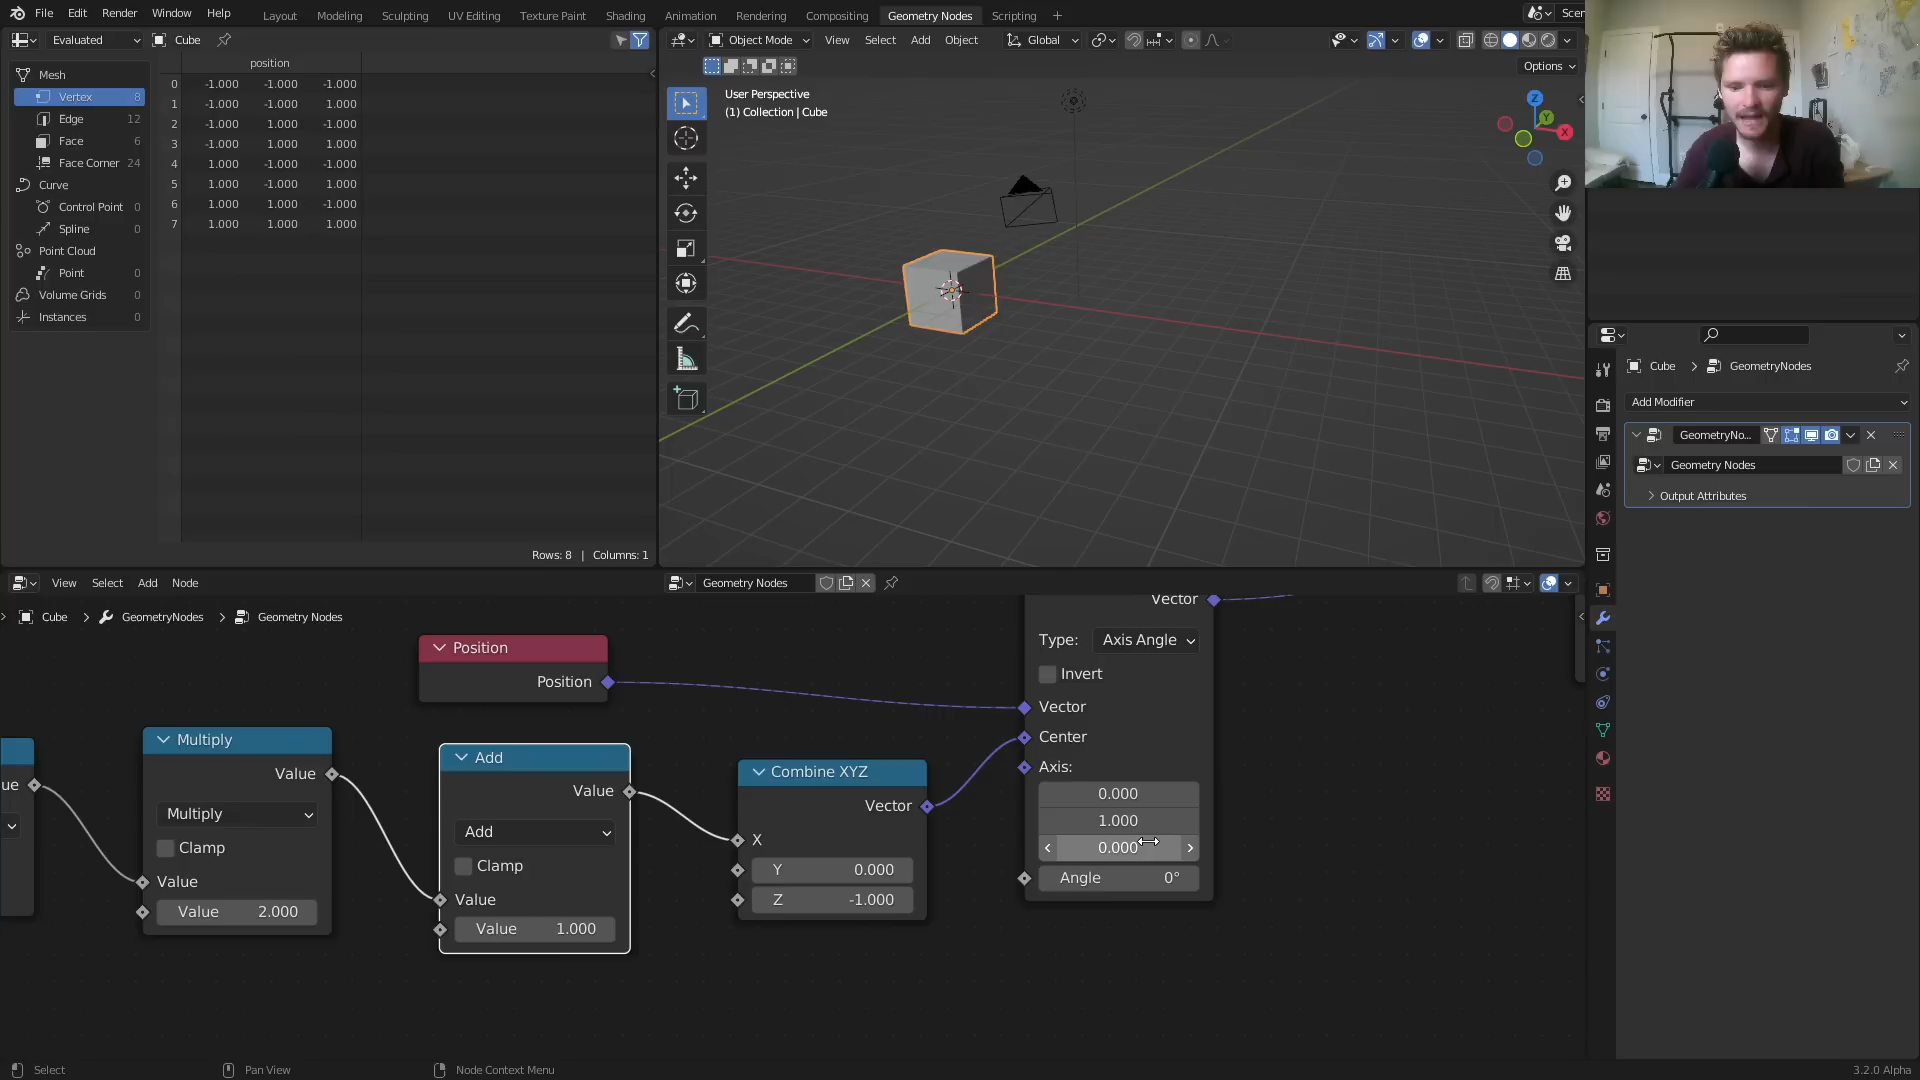 File Edit Render Window Help
Layout Modeling Sculpting UV Editing Texture Paint Shading Animation Rendering Compositing Geometry Nodes Scripting +
Scen
Evaluated Cube
Object Mode View Select Add Object Global
Options
position
Mesh
Vertex 8
Edge 12
Face 6
Face Corner 24
Curve
Control Point 0
Spline 0
Point Cloud
Point 0
Volume Grids 0
Instances 0
0 -1.000 -1.000 -1.000
1 -1.000 -1.000 1.000
2 -1.000 1.000 -1.000
3 -1.000 1.000 1.000
4 1.000 -1.000 -1.000
5 1.000 -1.000 1.000
6 1.000 1.000 -1.000
7 1.000 1.000 1.000
Rows: 8 | Columns: 1
User Perspective
(1) Collection | Cube
Z
Y
X
Cube GeometryNodes
Add Modifier
GeometryNo...
Geometry Nodes
Output Attributes
View Select Add Node
Geometry Nodes
Cube GeometryNodes Geometry Nodes
ue
Multiply
Value
Multiply
Clamp
Value
Value 2.000
Position
Position
Add
Value
Add
Clamp
Value
Value 1.000
Combine XYZ
Vector
X
Y 0.000
Z -1.000
Vector
Type: Axis Angle
Invert
Vector
Center
Axis:
0.000
1.000
0.000
Angle 0°
Select Pan View Node Context Menu
3.2.0 Alpha